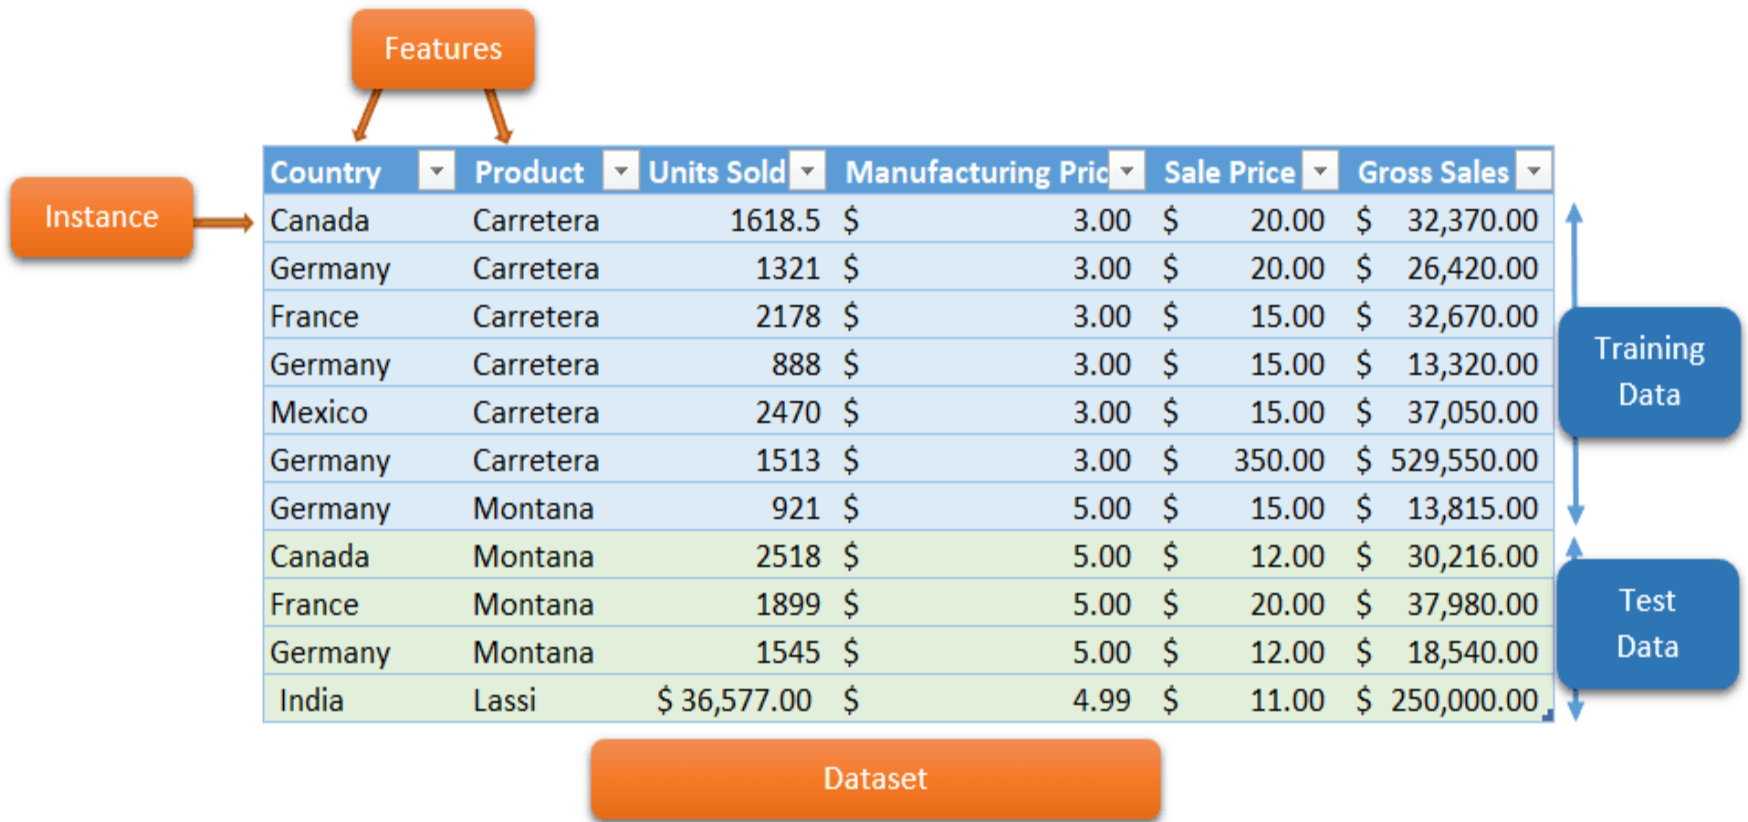 Features
Instance
Country Product Units Sold Manufacturing Pric Sale Price Gross Sales
Canada Carretera 1618.5 $ 3.00 $ 20.00 $ 32,370.00
Germany Carretera 1321 $ 3.00 $ 20.00 $ 26,420.00
France Carretera 2178 $ 3.00 $ 15.00 $ 32,670.00
Germany Carretera 888 $ 3.00 $ 15.00 $ 13,320.00
Mexico Carretera 2470 $ 3.00 $ 15.00 $ 37,050.00
Germany Carretera 1513 $ 3.00 $ 350.00 $ 529,550.00
Germany Montana 921 $ 5.00 $ 15.00 $ 13,815.00
Canada Montana 2518 $ 5.00 $ 12.00 $ 30,216.00
France Montana 1899 $ 5.00 $ 20.00 $ 37,980.00
Germany Montana 1545 $ 5.00 $ 12.00 $ 18,540.00
India Lassi $ 36,577.00 $ 4.99 $ 11.00 $ 250,000.00
Training
Data
Test
Data
Dataset